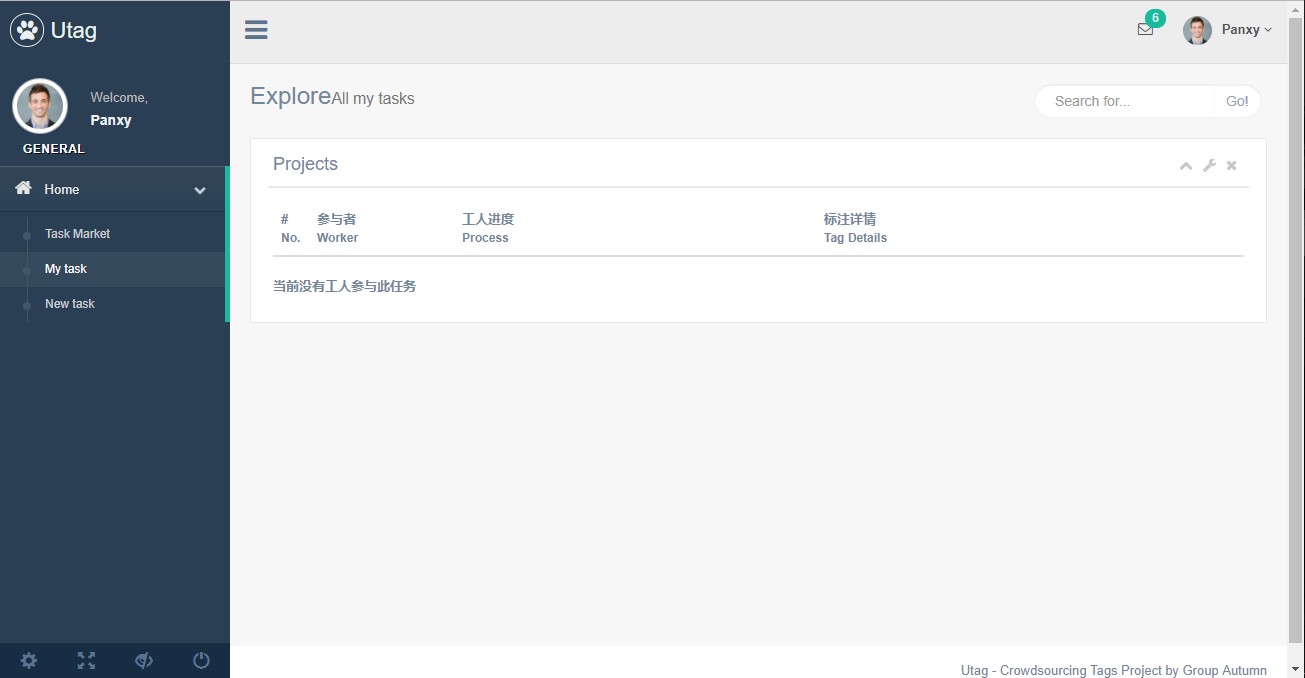 Utag
Welcome,
Panxy
GENERAL
Home
Task Market
My task
New task
6
Panxy
Explore All my tasks
Search for...
Go!
Projects
# 参与者 工人进度 标注详情
No. Worker Process Tag Details
当前没有工人参与此任务
Utag - Crowdsourcing Tags Project by Group Autumn